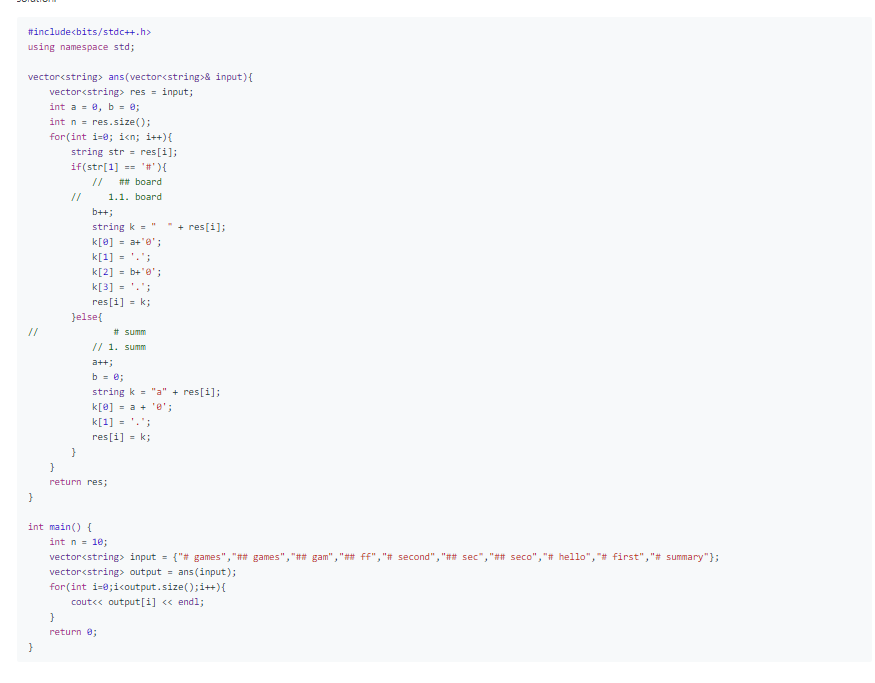 solution:
#include<bits/stdc++.h>
using namespace std;
vector<string> ans(vector<string>& input){
    vector<string> res = input;
    int a = 0, b = 0;
    int n = res.size();
    for(int i=0; i<n; i++){
        string str = res[i];
        if(str[1] == '#'){
            //   ## board
        //     1.1. board
            b++;
            string k = "  " + res[i];
            k[0] = a+'0';
            k[1] = '.';
            k[2] = b+'0';
            k[3] = '.';
            res[i] = k;
        }else{
//              # summ
            // 1. summ
            a++;
            b = 0;
            string k = "a" + res[i];
            k[0] = a + '0';
            k[1] = '.';
            res[i] = k;
        }
    }
    return res;
}
int main() {
    int n = 10;
    vector<string> input = {"# games","## games","## gam","## ff","# second","## sec","## seco","# hello","# first","# summary"};
    vector<string> output = ans(input);
    for(int i=0;i<output.size();i++){
        cout<< output[i] << endl;
    }
    return 0;
}